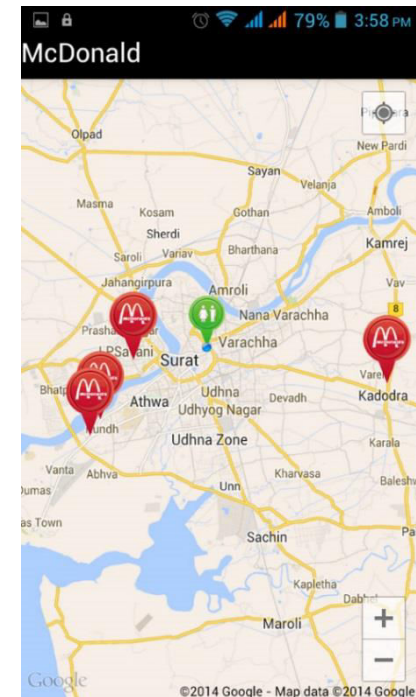 79% 3:58 PM
McDonald
Olpad
New Pardi
Sayan
Velanja
Masma
Kosam
Gothan
Amboli
Sherdi
Kamrej
Saroli
Variav
Bharthana
Jahangirpura
Amroli
Vav
8
Nana Varachha
Varachha
Surat
Kadodra
Athwa
Udhna
Udhyog Nagar
Devadh
Udhna Zone
Karala
Vanta
Abhva
Kharvasa
Unn
Sachin
Kapletha
Maroli
+
−
Google
©2014 Google - Map data ©2014 Google